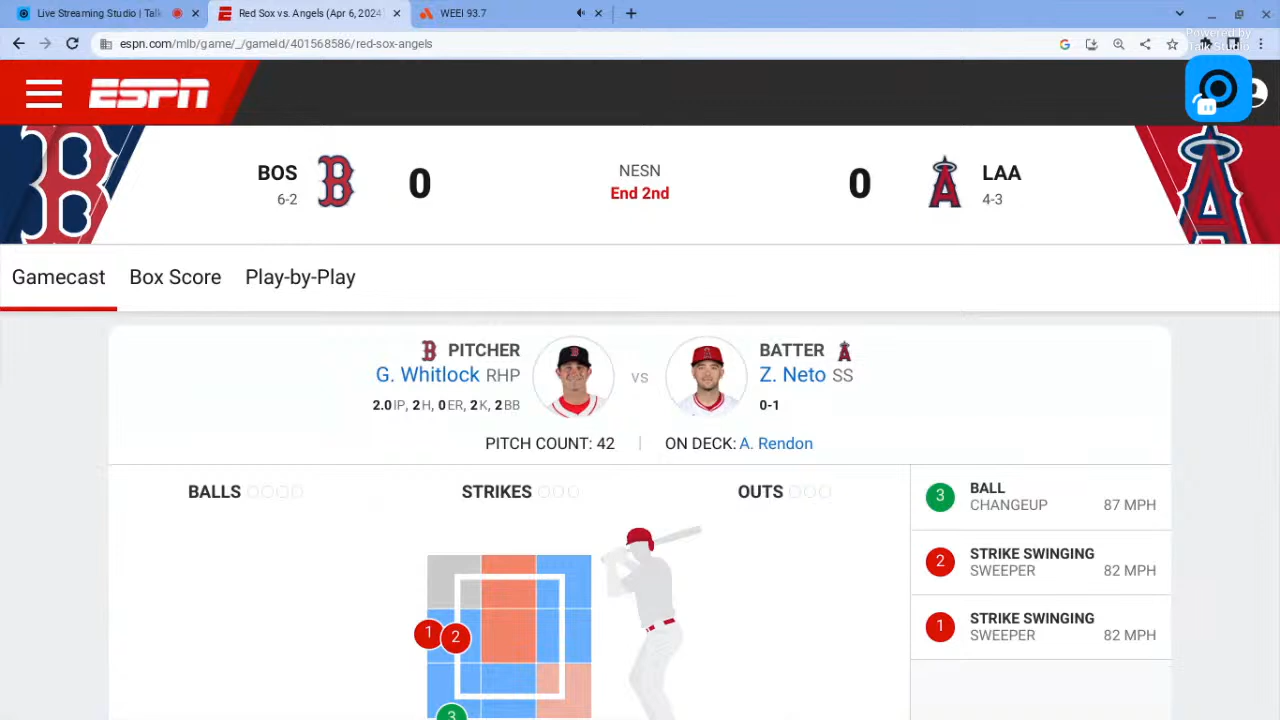 Live Streaming Studio | Talk
Red Sox vs. Angels (Apr 6, 2024
WEEI 93.7
espn.com/mlb/game/_/gameId/401568586/red-sox-angels
Powered by
Talk Studio
ESPN
BOS
6-2
B
0
NESN
End 2nd
0
A
LAA
4-3
Gamecast
Box Score
Play-by-Play
PITCHER
G. Whitlock RHP
2.0 IP, 2 H, 0 ER, 2 K, 2 BB
VS
BATTER
Z. Neto SS
0-1
PITCH COUNT: 42 | ON DECK: A. Rendon
BALLS
STRIKES
OUTS
1
2
3
3 BALL
CHANGEUP 87 MPH
2 STRIKE SWINGING
SWEEPER 82 MPH
1 STRIKE SWINGING
SWEEPER 82 MPH